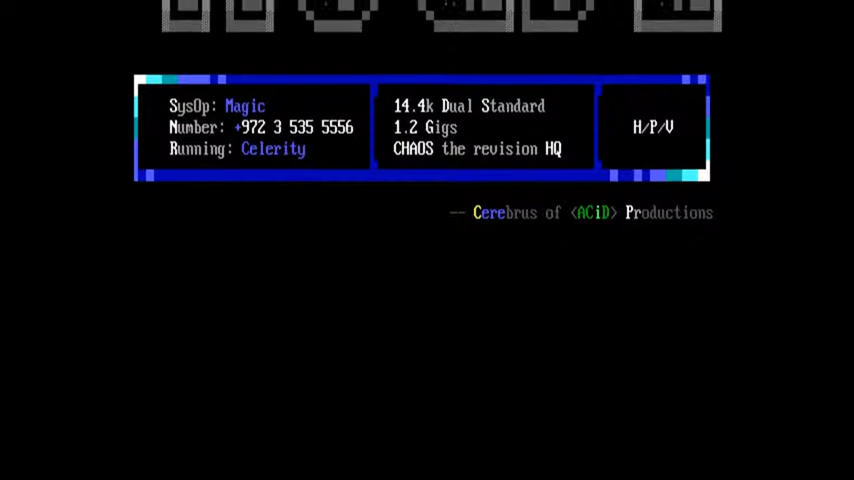 SysOp: Magic
Number: +972 3 535 5556
Running: Celerity
14.4k Dual Standard
1.2 Gigs
CHAOS the revision HQ
H/P/V
-- Cerebrus of <ACiD> Productions